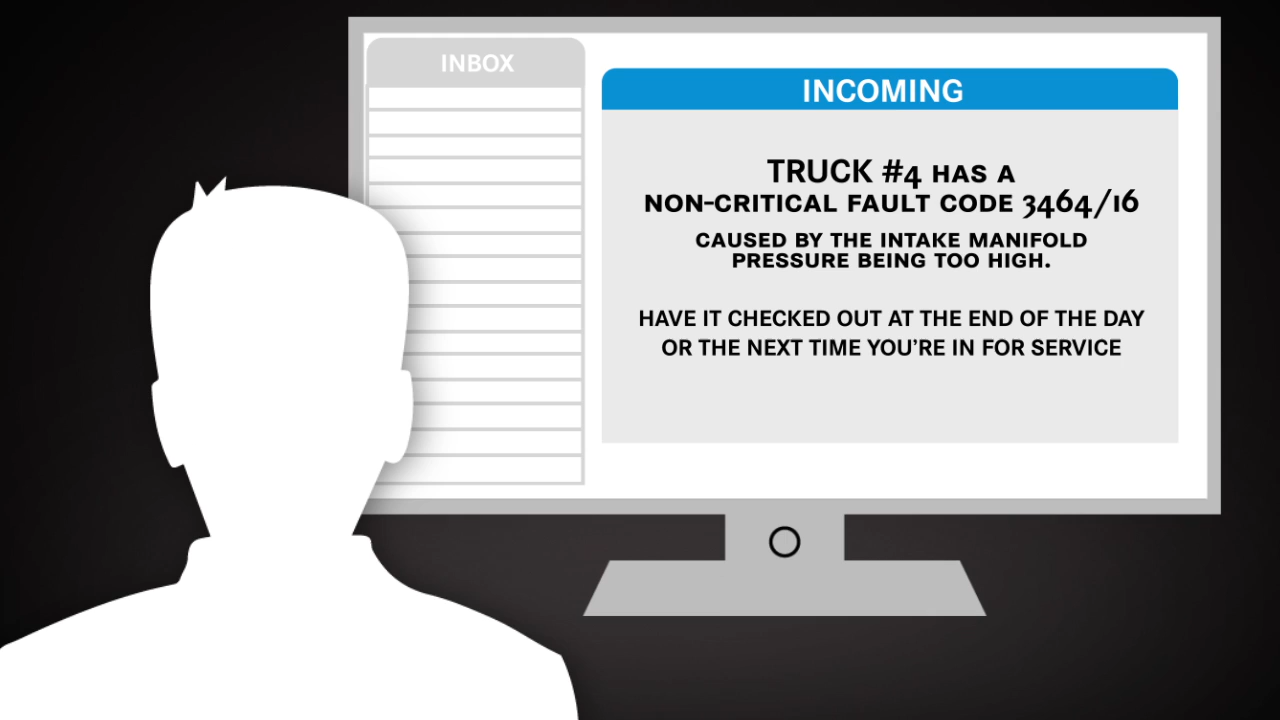 INBOX
INCOMING
TRUCK #4 HAS A
NON-CRITICAL FAULT CODE 3464/16
CAUSED BY THE INTAKE MANIFOLD
PRESSURE BEING TOO HIGH.
HAVE IT CHECKED OUT AT THE END OF THE DAY
OR THE NEXT TIME YOU'RE IN FOR SERVICE